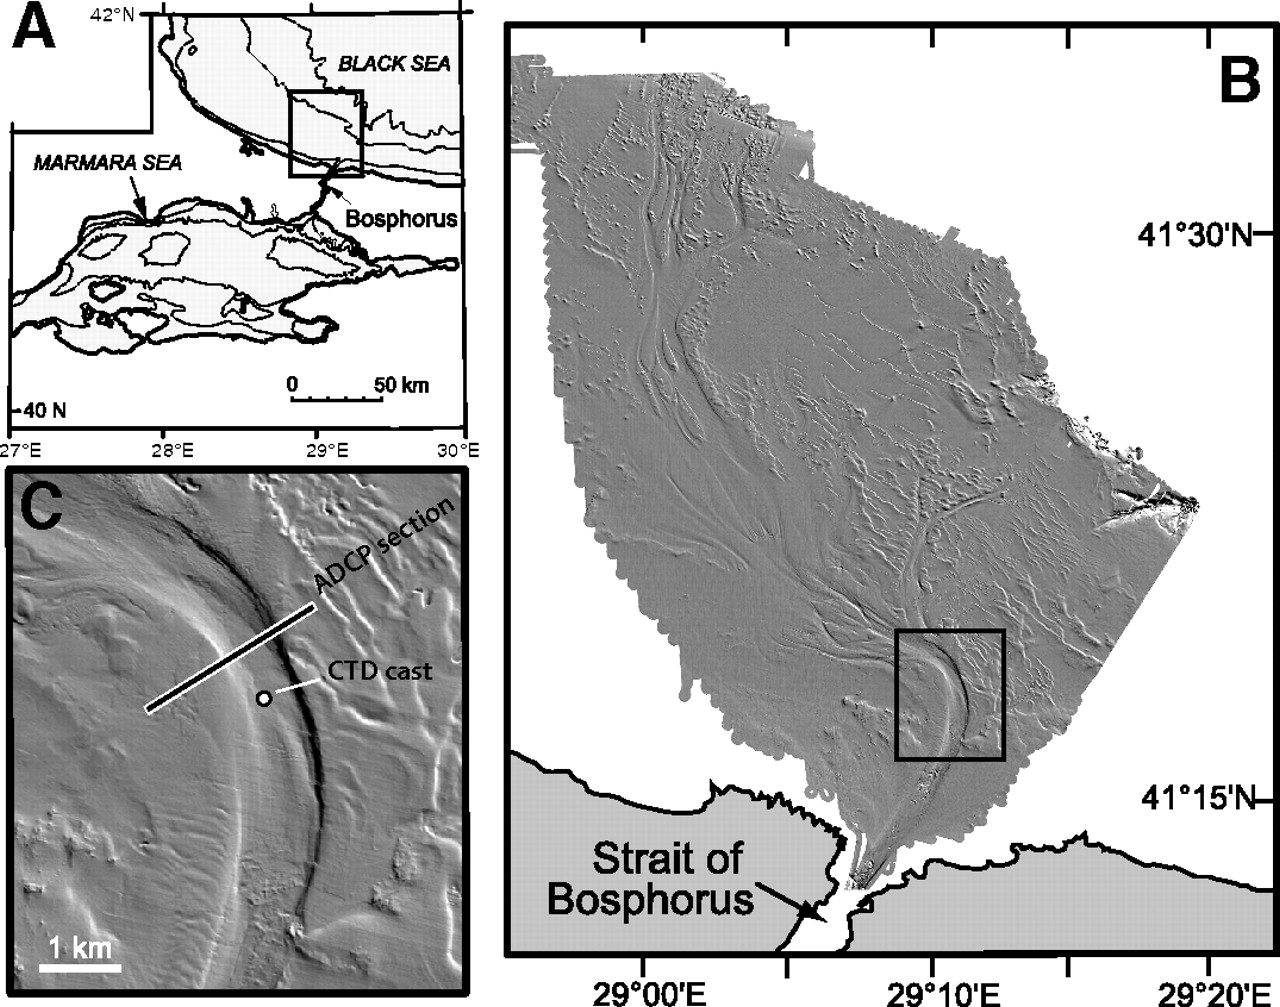 A
42°N
BLACK SEA
MARMARA SEA
Bosphorus
0 50 km
40 N
27°E 28°E 29°E 30°E
B
41°30'N
41°15'N
Strait of
Bosphorus
29°00'E 29°10'E 29°20'E
C
ADCP section
CTD cast
1 km